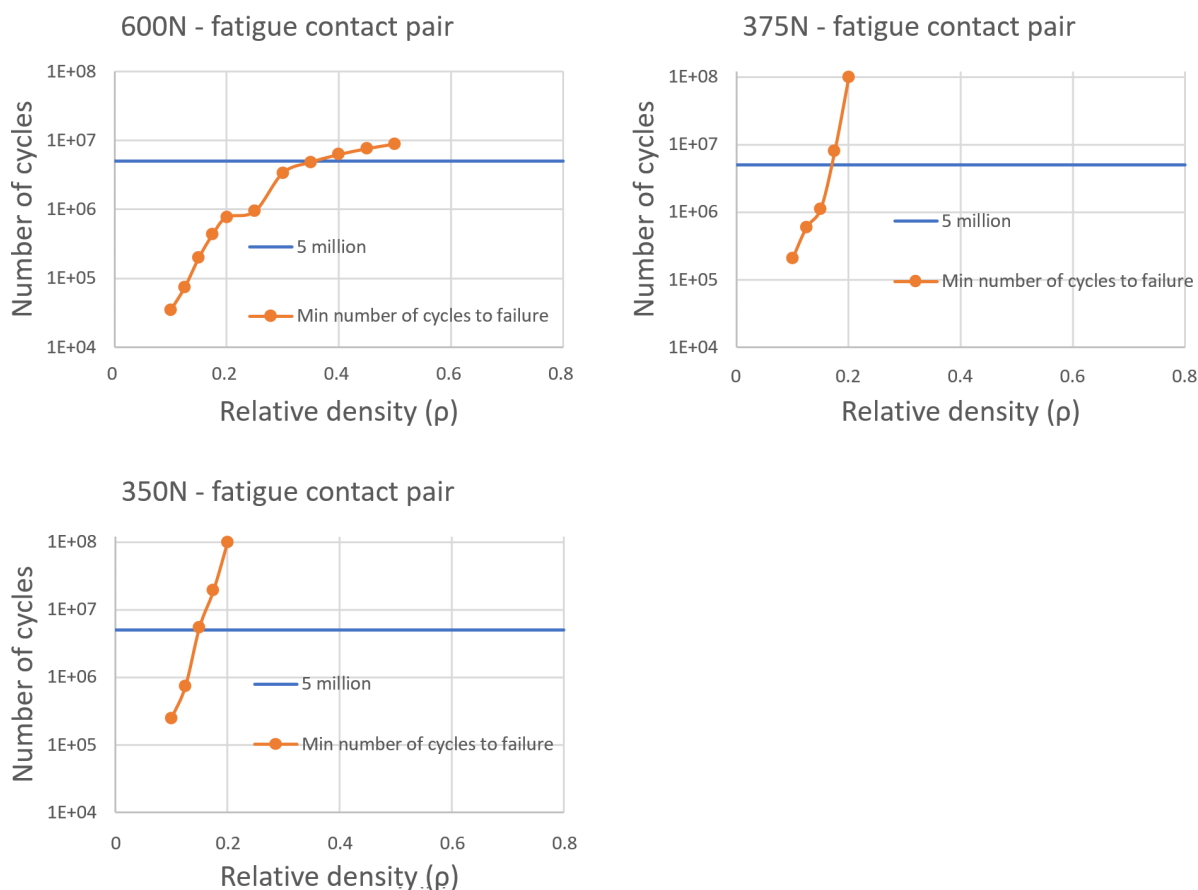 600N - fatigue contact pair
1E+08
1E+07
1E+06
1E+05
1E+04
Number of cycles
5 million
Min number of cycles to failure
0 0.2 0.4 0.6 0.8
Relative density (ρ)
375N - fatigue contact pair
1E+08
1E+07
1E+06
1E+05
1E+04
Number of cycles
5 million
Min number of cycles to failure
0 0.2 0.4 0.6 0.8
Relative density (ρ)
350N - fatigue contact pair
1E+08
1E+07
1E+06
1E+05
1E+04
Number of cycles
5 million
Min number of cycles to failure
0 0.2 0.4 0.6 0.8
Relative density (ρ)